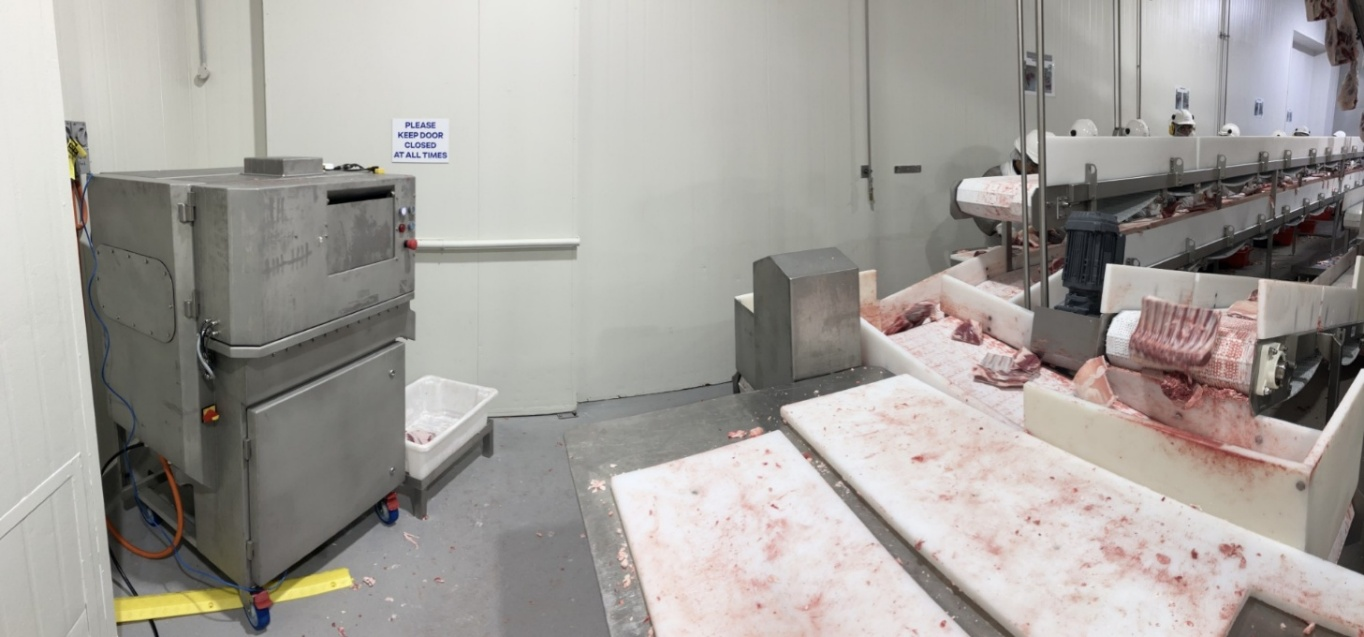 PLEASE
KEEP DOOR
CLOSED
AT ALL TIMES